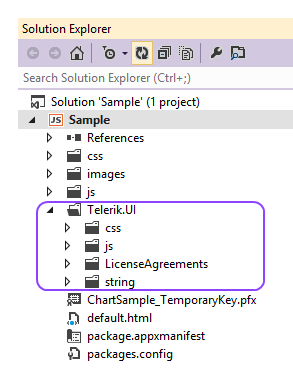 Solution Explorer
Search Solution Explorer (Ctrl+;)
Solution 'Sample' (1 project)
JS Sample
References
css
images
js
Telerik.UI
css
js
LicenseAgreements
string
ChartSample_TemporaryKey.pfx
default.html
package.appxmanifest
packages.config